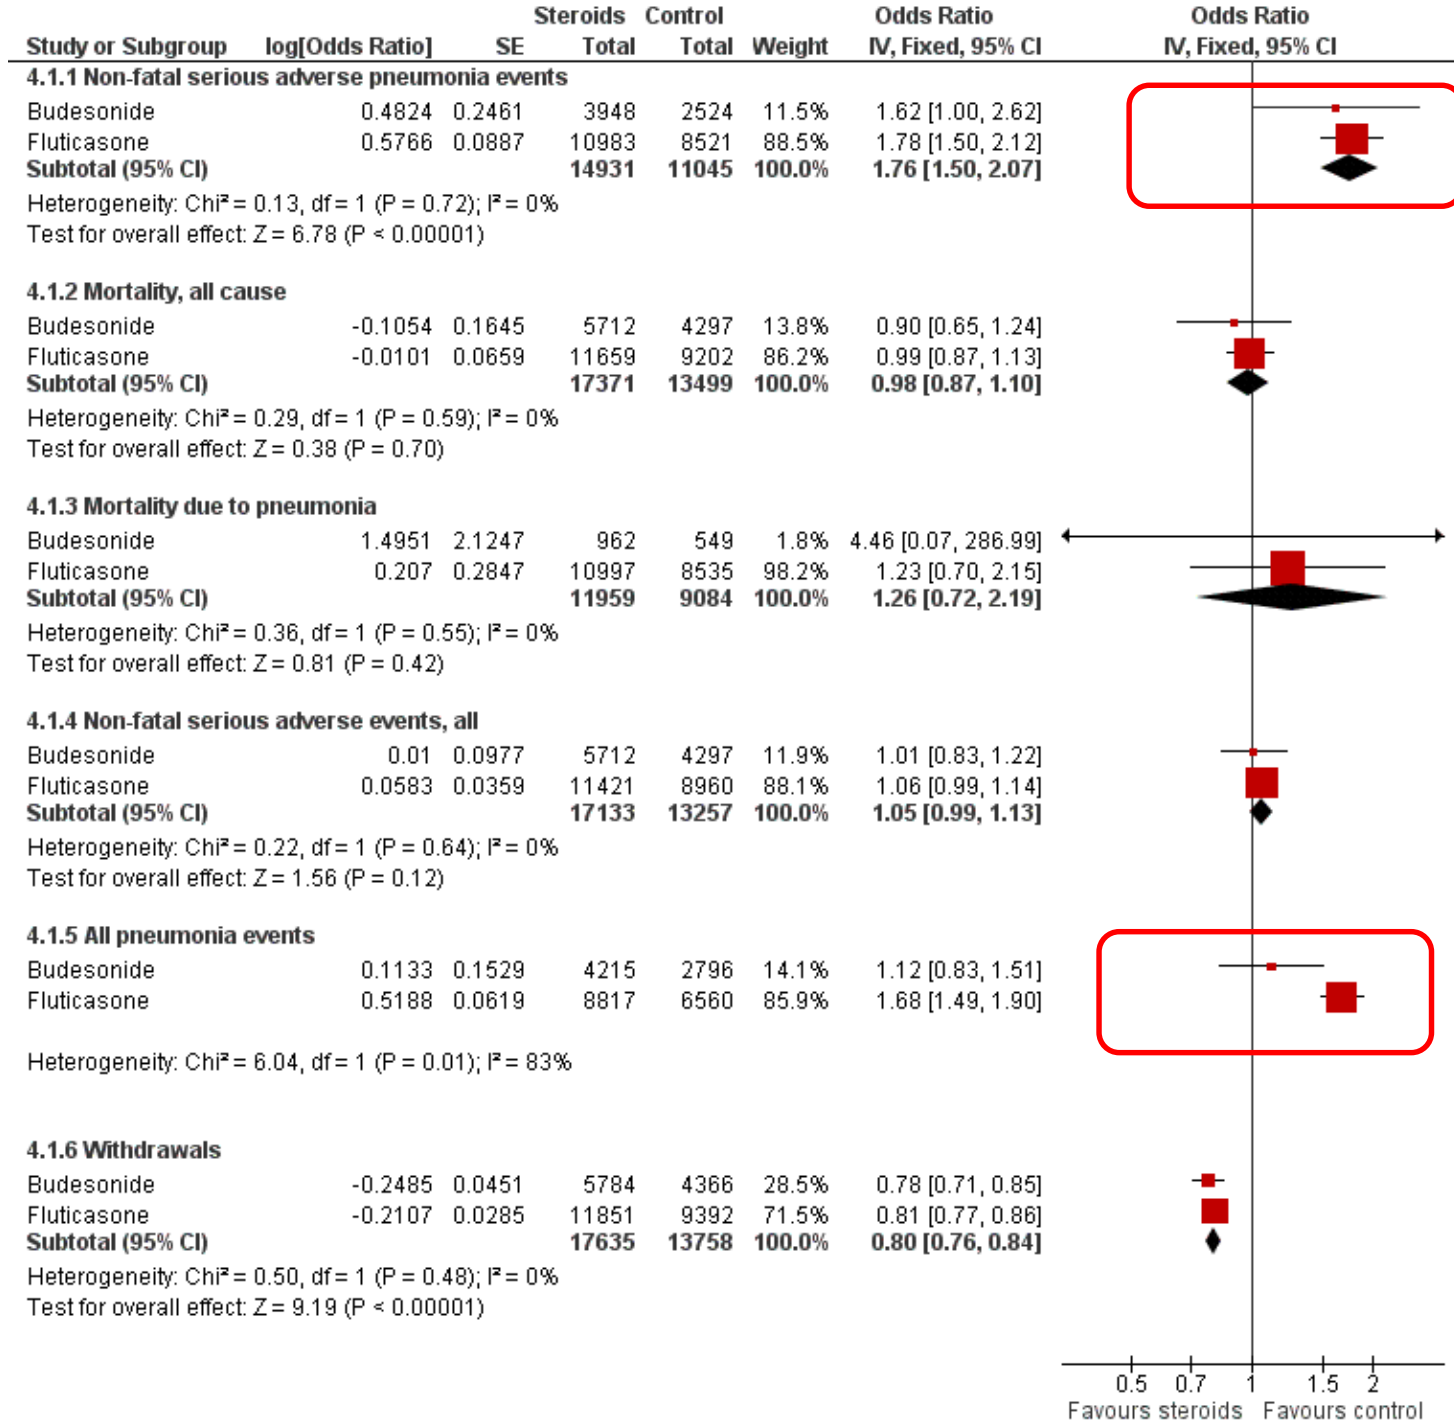 Steroids Control Odds Ratio Odds Ratio
Study or Subgroup log[Odds Ratio] SE Total Total Weight IV, Fixed, 95% CI IV, Fixed, 95% CI
4.1.1 Non-fatal serious adverse pneumonia events
Budesonide 0.4824 0.2461 3948 2524 11.5% 1.62 [1.00, 2.62]
Fluticasone 0.5766 0.0887 10983 8521 88.5% 1.78 [1.50, 2.12]
Subtotal (95% CI) 14931 11045 100.0% 1.76 [1.50, 2.07]
Heterogeneity: Chi² = 0.13, df = 1 (P = 0.72); I² = 0%
Test for overall effect: Z = 6.78 (P < 0.00001)
4.1.2 Mortality, all cause
Budesonide -0.1054 0.1645 5712 4297 13.8% 0.90 [0.65, 1.24]
Fluticasone -0.0101 0.0659 11659 9202 86.2% 0.99 [0.87, 1.13]
Subtotal (95% CI) 17371 13499 100.0% 0.98 [0.87, 1.10]
Heterogeneity: Chi² = 0.29, df = 1 (P = 0.59); I² = 0%
Test for overall effect: Z = 0.38 (P = 0.70)
4.1.3 Mortality due to pneumonia
Budesonide 1.4951 2.1247 962 549 1.8% 4.46 [0.07, 286.99]
Fluticasone 0.207 0.2847 10997 8535 98.2% 1.23 [0.70, 2.15]
Subtotal (95% CI) 11959 9084 100.0% 1.26 [0.72, 2.19]
Heterogeneity: Chi² = 0.36, df = 1 (P = 0.55); I² = 0%
Test for overall effect: Z = 0.81 (P = 0.42)
4.1.4 Non-fatal serious adverse events, all
Budesonide 0.01 0.0977 5712 4297 11.9% 1.01 [0.83, 1.22]
Fluticasone 0.0583 0.0359 11421 8960 88.1% 1.06 [0.99, 1.14]
Subtotal (95% CI) 17133 13257 100.0% 1.05 [0.99, 1.13]
Heterogeneity: Chi² = 0.22, df = 1 (P = 0.64); I² = 0%
Test for overall effect: Z = 1.56 (P = 0.12)
4.1.5 All pneumonia events
Budesonide 0.1133 0.1529 4215 2796 14.1% 1.12 [0.83, 1.51]
Fluticasone 0.5188 0.0619 8817 6560 85.9% 1.68 [1.49, 1.90]
Heterogeneity: Chi² = 6.04, df = 1 (P = 0.01); I² = 83%
4.1.6 Withdrawals
Budesonide -0.2485 0.0451 5784 4366 28.5% 0.78 [0.71, 0.85]
Fluticasone -0.2107 0.0285 11851 9392 71.5% 0.81 [0.77, 0.86]
Subtotal (95% CI) 17635 13758 100.0% 0.80 [0.76, 0.84]
Heterogeneity: Chi² = 0.50, df = 1 (P = 0.48); I² = 0%
Test for overall effect: Z = 9.19 (P < 0.00001)
0.5 0.7 1 1.5 2
Favours steroids Favours control